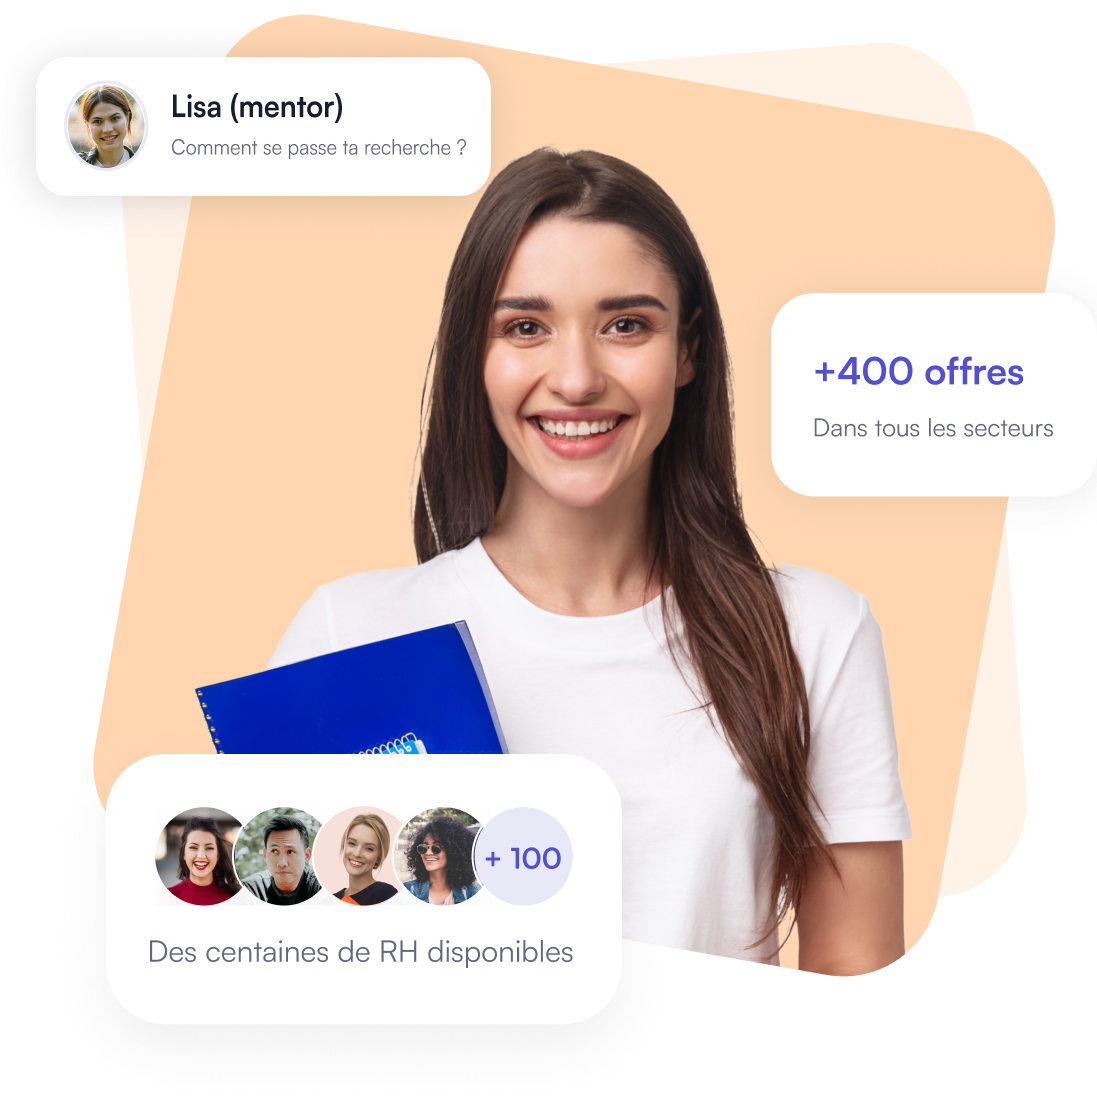 Lisa (mentor)
Comment se passe ta recherche ?
+400 offres
Dans tous les secteurs
+ 100
Des centaines de RH disponibles